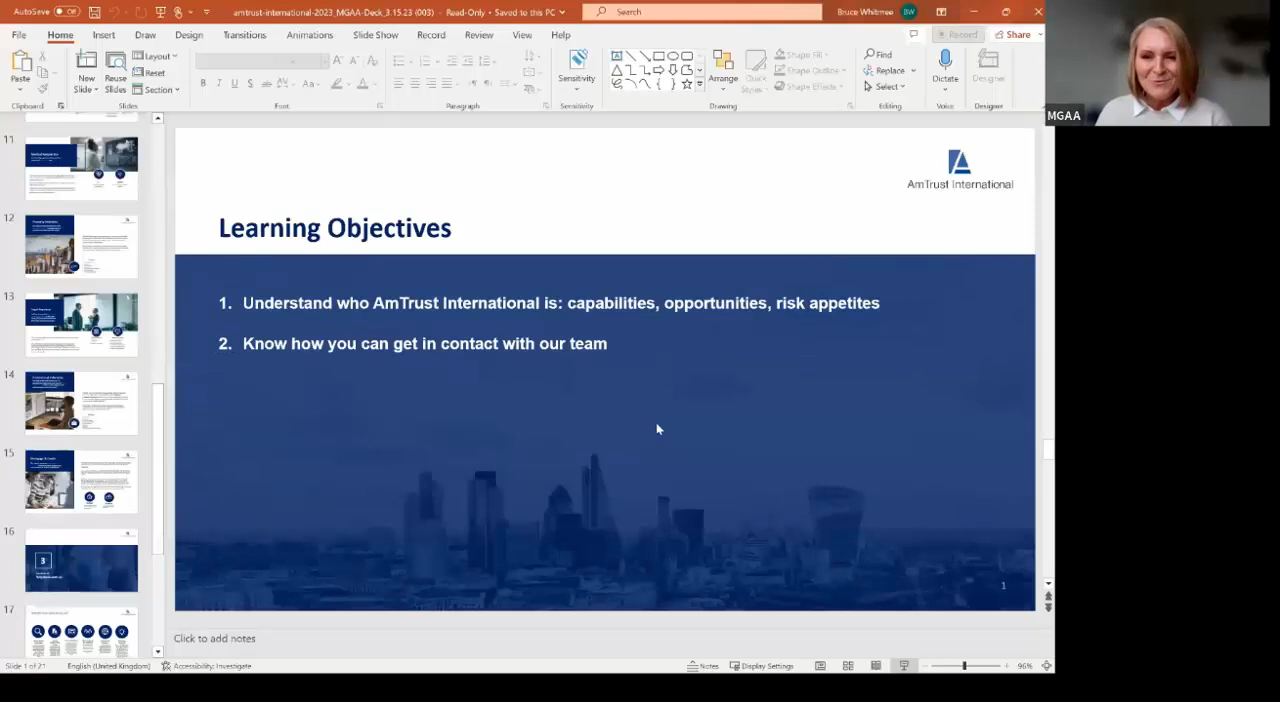 AutoSave Off amtrust-international-2023_MGAA-Deck_3.15.23 (003) - Read-Only • Saved to this PC Search Bruce Whitmee BW
File Home Insert Draw Design Transitions Animations Slide Show Record Review View Help Record Share
Paste New Slide Reuse Slides Layout Reset Section Sensitivity Arrange Quick Styles Shape Fill Shape Outline Shape Effects Find Replace Select Dictate Designer
Clipboard Slides Font Paragraph Sensitivity Drawing Editing Voice Designer
MGAA
11
12
13
14
15
16
3
17
AmTrust International
Learning Objectives
1. Understand who AmTrust International is: capabilities, opportunities, risk appetites
2. Know how you can get in contact with our team
1
Click to add notes
Slide 1 of 21 English (United Kingdom) Accessibility: Investigate Notes Display Settings 96%